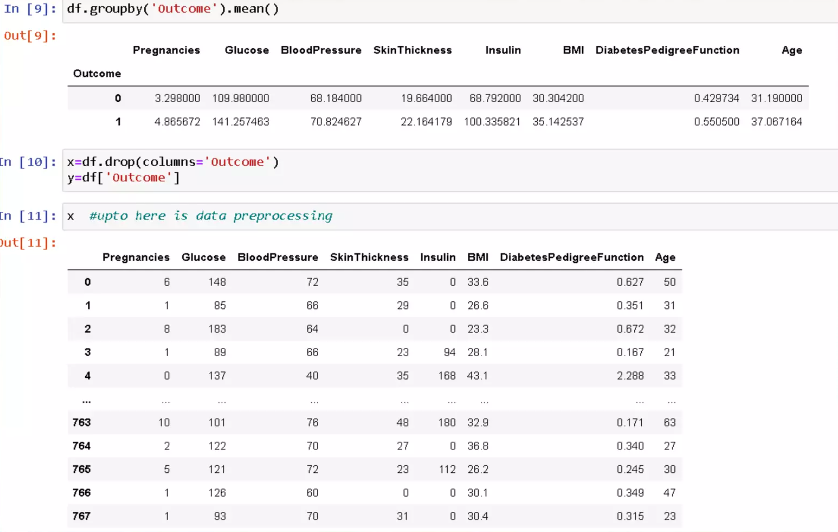 In [9]: df.groupby('Outcome').mean()
Out[9]:
Pregnancies Glucose BloodPressure SkinThickness Insulin BMI DiabetesPedigreeFunction Age
Outcome
0 3.298000 109.980000 68.184000 19.664000 68.792000 30.304200 0.429734 31.190000
1 4.865672 141.257463 70.824627 22.164179 100.335821 35.142537 0.550500 37.067164
In [10]: x=df.drop(columns='Outcome')
y=df['Outcome']
In [11]: x #upto here is data preprocessing
Out[11]:
Pregnancies Glucose BloodPressure SkinThickness Insulin BMI DiabetesPedigreeFunction Age
0 6 148 72 35 0 33.6 0.627 50
1 1 85 66 29 0 26.6 0.351 31
2 8 183 64 0 0 23.3 0.672 32
3 1 89 66 23 94 28.1 0.167 21
4 0 137 40 35 168 43.1 2.288 33
... ... ... ... ... ... ... ... ...
763 10 101 76 48 180 32.9 0.171 63
764 2 122 70 27 0 36.8 0.340 27
765 5 121 72 23 112 26.2 0.245 30
766 1 126 60 0 0 30.1 0.349 47
767 1 93 70 31 0 30.4 0.315 23